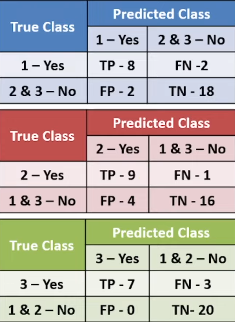 True Class Predicted Class
1 – Yes 2 & 3 – No
1 – Yes TP - 8 FN -2
2 & 3 – No FP - 2 TN - 18
True Class Predicted Class
2 – Yes 1 & 3 – No
2 – Yes TP - 9 FN - 1
1 & 3 – No FP - 4 TN - 16
True Class Predicted Class
3 – Yes 1 & 2 – No
3 – Yes TP - 7 FN - 3
1 & 2 – No FP - 0 TN- 20